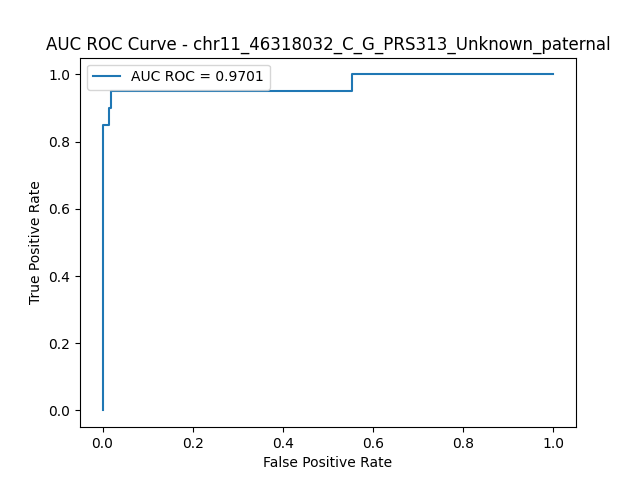 AUC ROC Curve - chr11_46318032_C_G_PRS313_Unknown_paternal
AUC ROC = 0.9701
True Positive Rate
1.0
0.8
0.6
0.4
0.2
0.0
0.0 0.2 0.4 0.6 0.8 1.0
False Positive Rate